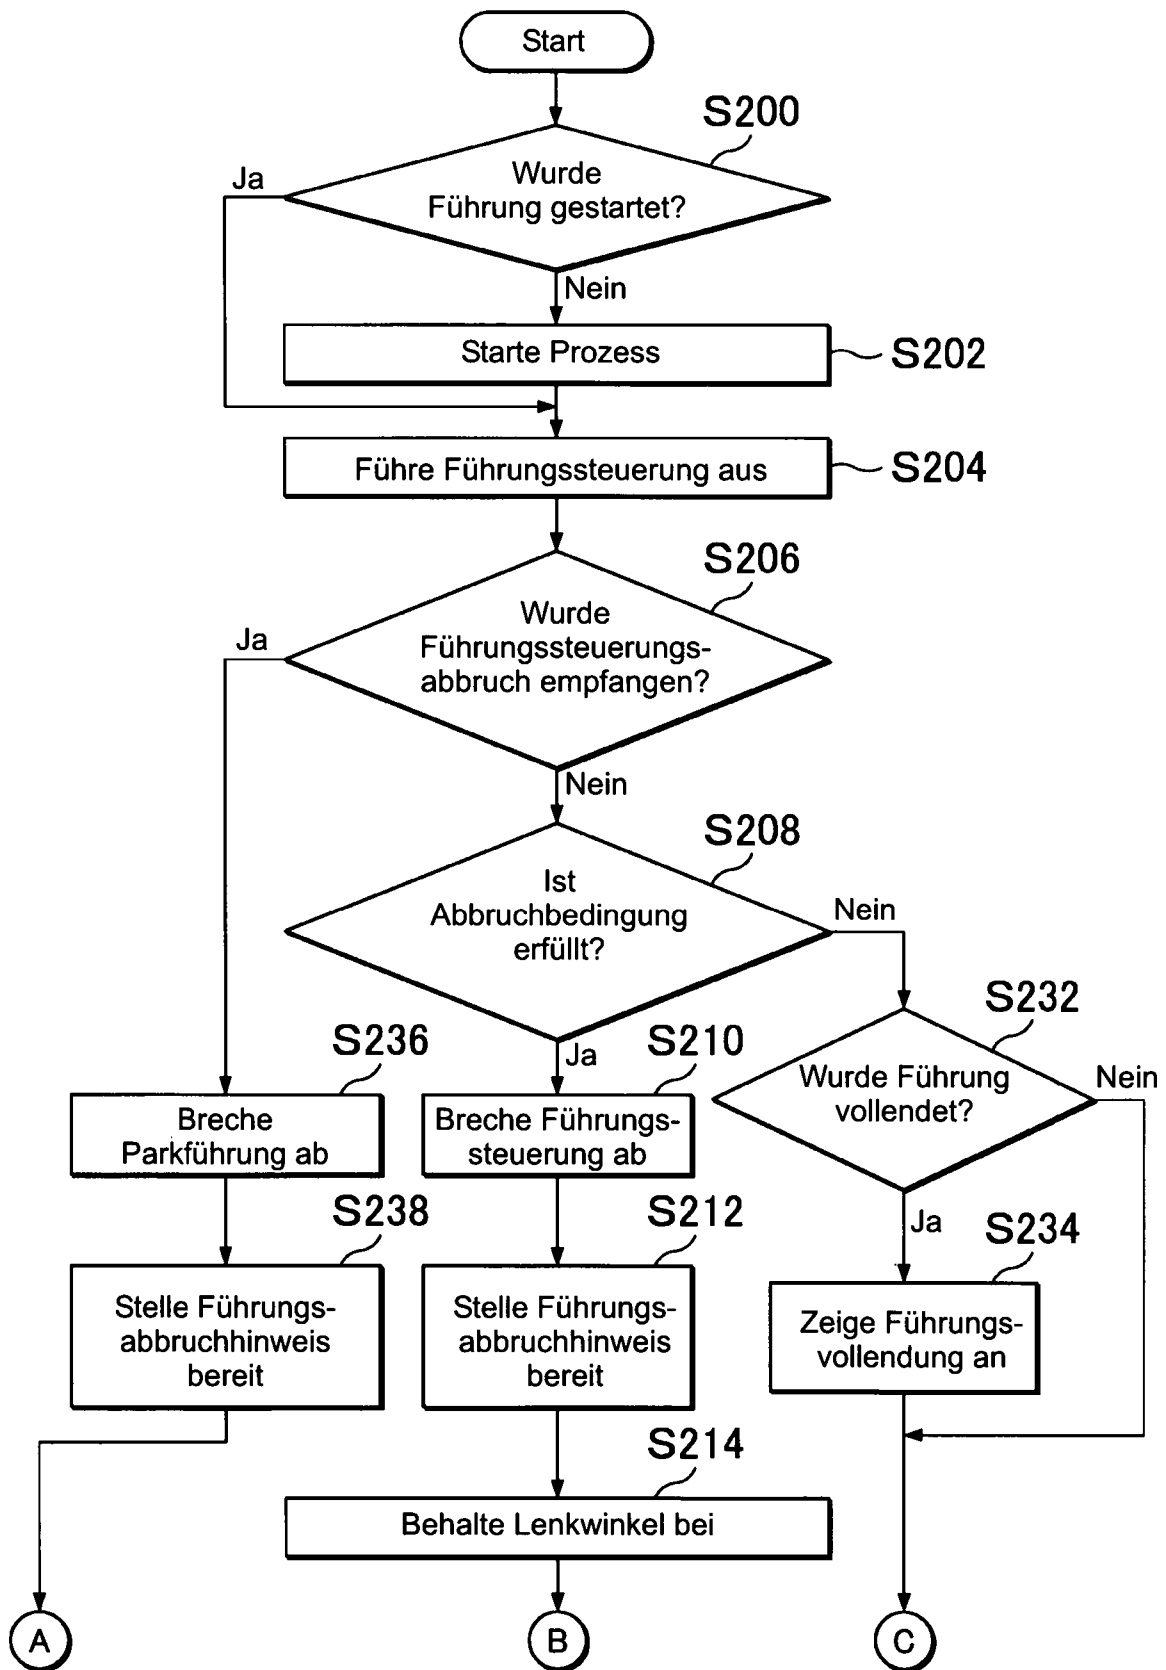 Start
S200
Ja
Wurde
Führung gestartet?
Nein
Starte Prozess
S202
Führe Führungssteuerung aus
S204
S206
Ja
Wurde
Führungssteuerungs-
abbruch empfangen?
Nein
S208
Ist
Abbruchbedingung
erfüllt?
Nein
Ja
S232
Wurde Führung
vollendet?
Nein
Ja
S236
Breche
Parkführung ab
S210
Breche Führungs-
steuerung ab
S238
Stelle Führungs-
abbruchhinweis
bereit
S212
Stelle Führungs-
abbruchhinweis
bereit
S234
Zeige Führungs-
vollendung an
S214
Behalte Lenkwinkel bei
A
B
C